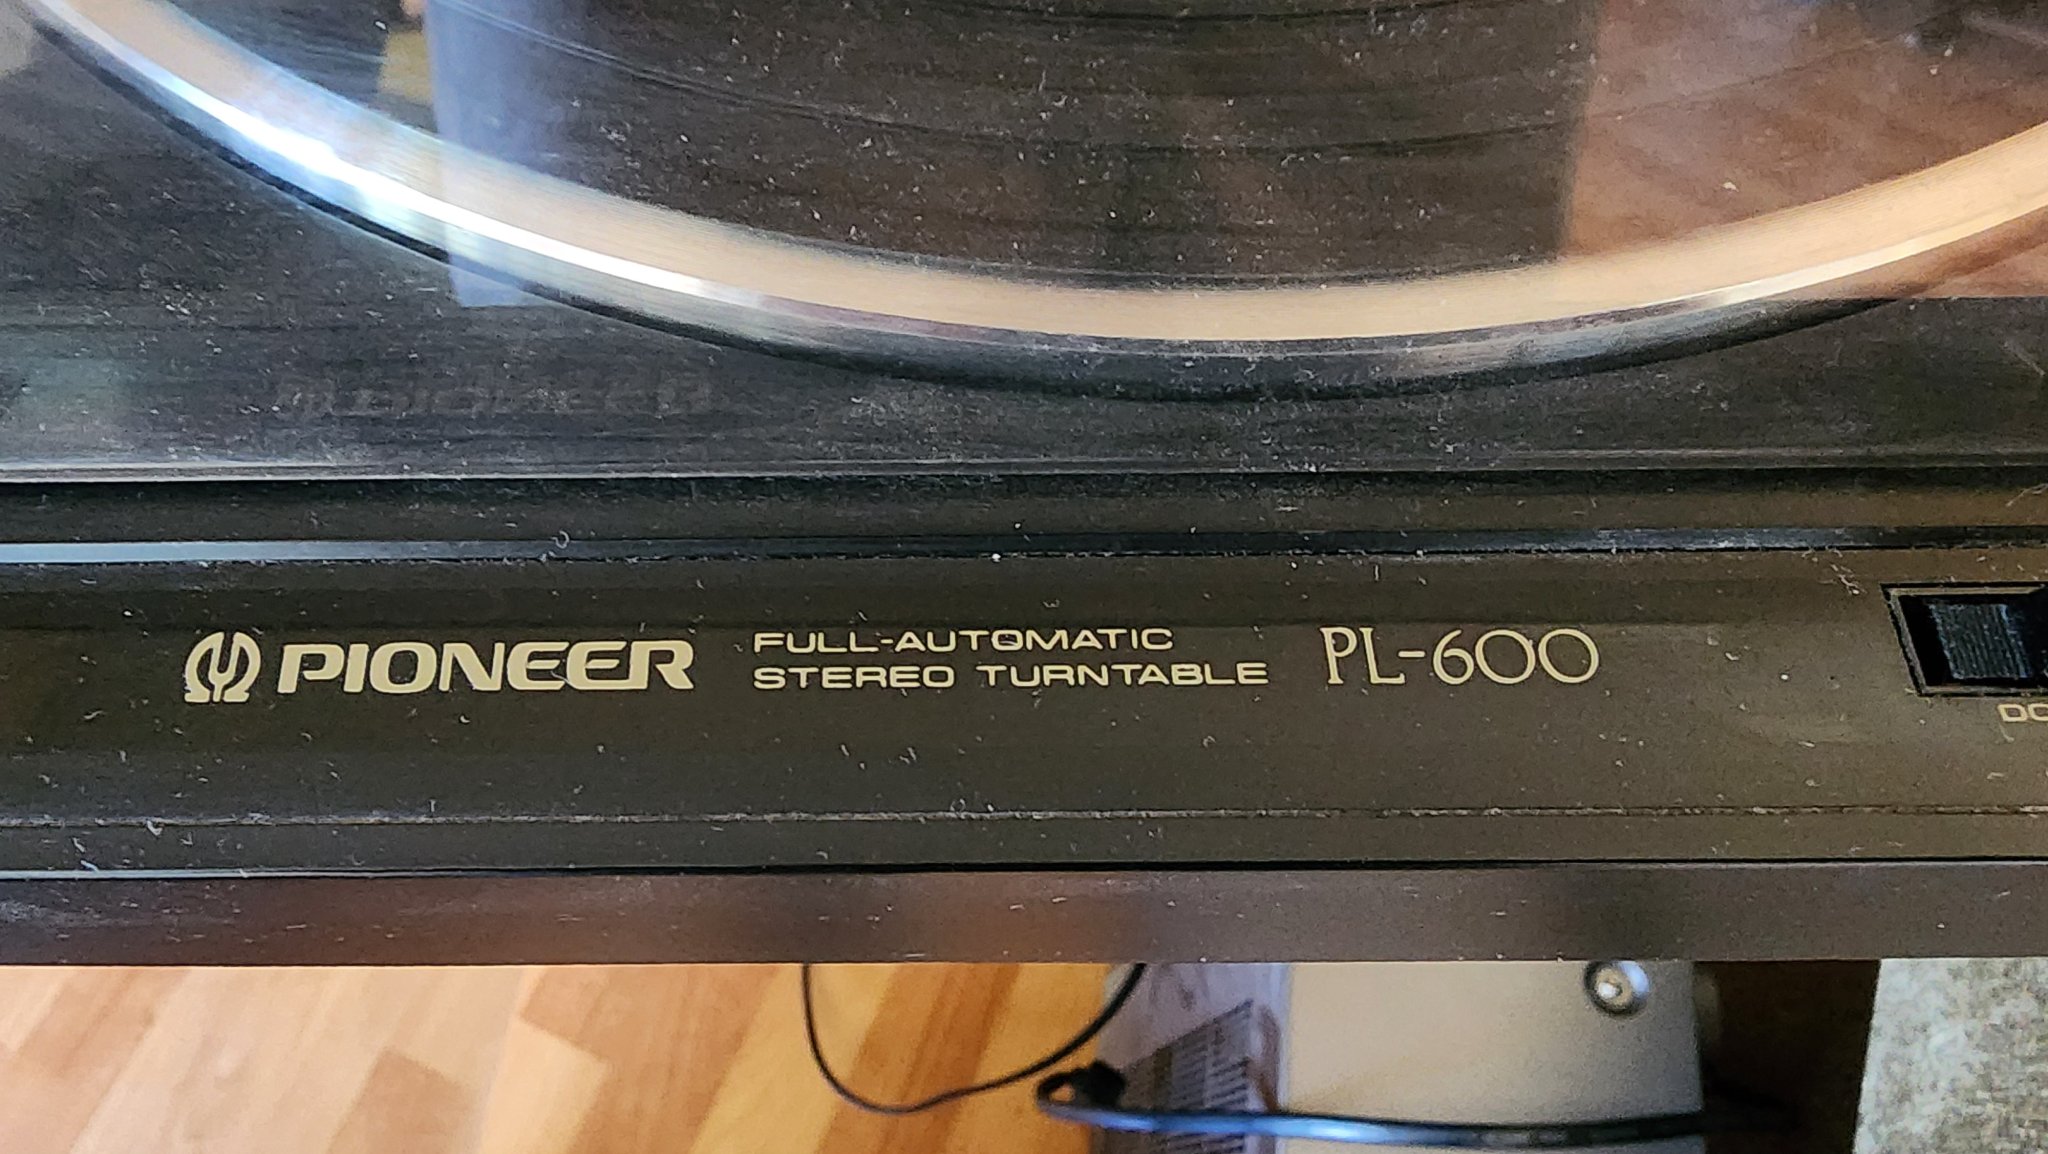 PIONEER
FULL-AUTOMATIC
STEREO TURNTABLE
PL-600